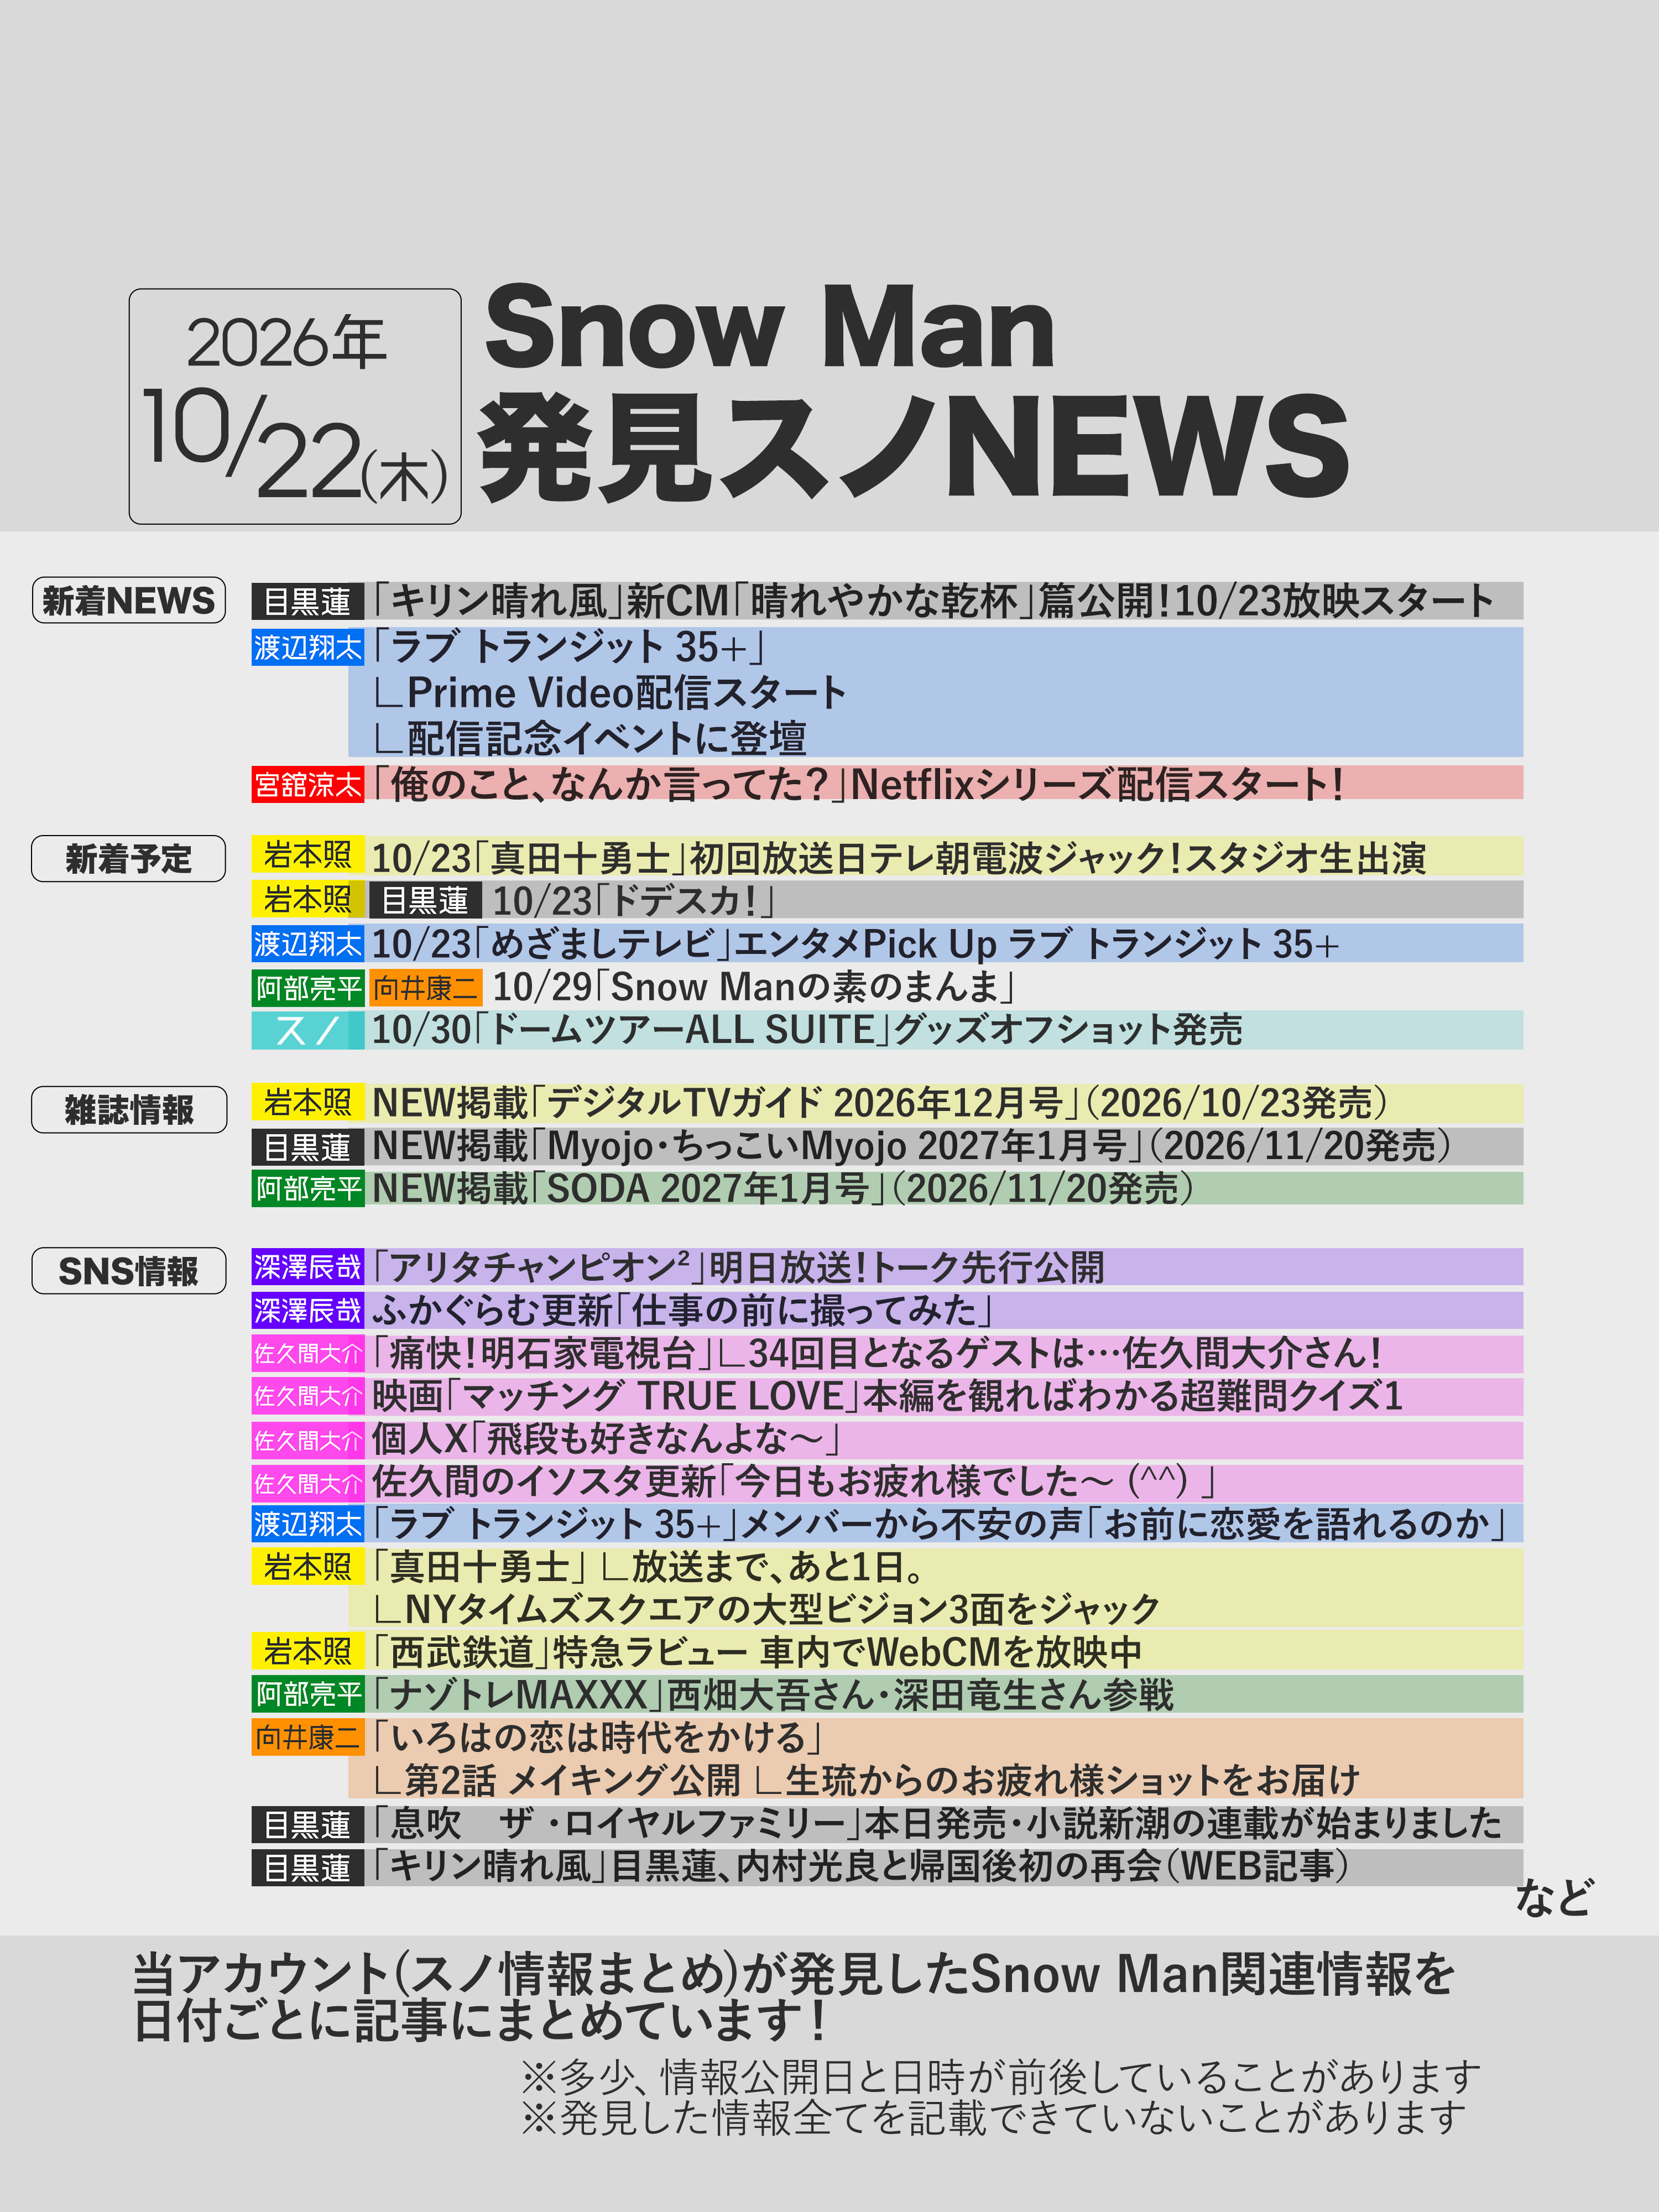 2026年
10/22(木)
Snow Man
発見スノNEWS
新着NEWS
目黒蓮 「キリン晴れ風」新CM「晴れやかな乾杯」篇公開！10/23放映スタート
渡辺翔太 「ラブ トランジット 35+」
∟Prime Video配信スタート
∟配信記念イベントに登壇
宮舘涼太 「俺のこと、なんか言ってた？」Netflixシリーズ配信スタート！
新着予定
岩本照 10/23「真田十勇士」初回放送日テレ朝電波ジャック！スタジオ生出演
岩本照 目黒蓮 10/23「ドデスカ！」
渡辺翔太 10/23「めざましテレビ」エンタメPick Up ラブ トランジット 35+
阿部亮平 向井康二 10/29「Snow Manの素のまんま」
スノ 10/30「ドームツアーALL SUITE」グッズオフショット発売
雑誌情報
岩本照 NEW掲載「デジタルTVガイド 2026年12月号」（2026/10/23発売）
目黒蓮 NEW掲載「Myojo・ちっこいMyojo 2027年1月号」（2026/11/20発売）
阿部亮平 NEW掲載「SODA 2027年1月号」（2026/11/20発売）
SNS情報
深澤辰哉 「アリタチャンピオン²」明日放送！トーク先行公開
深澤辰哉 ふかぐらむ更新「仕事の前に撮ってみた」
佐久間大介 「痛快！明石家電視台」∟34回目となるゲストは…佐久間大介さん！
佐久間大介 映画「マッチング TRUE LOVE」本編を観ればわかる超難問クイズ1
佐久間大介 個人X「飛段も好きなんよな〜」
佐久間大介 佐久間のイソスタ更新「今日もお疲れ様でした〜（^^）」
渡辺翔太 「ラブ トランジット 35+」メンバーから不安の声「お前に恋愛を語れるのか」
岩本照 「真田十勇士」 ∟放送まで、あと1日。
∟NYタイムズスクエアの大型ビジョン3面をジャック
岩本照 「西武鉄道」特急ラビュー 車内でWebCMを放映中
阿部亮平 「ナゾトレMAXXX」西畑大吾さん・深田竜生さん参戦
向井康二 「いろはの恋は時代をかける」
∟第2話 メイキング公開 ∟生琉からのお疲れ様ショットをお届け
目黒蓮 「息吹　ザ・ロイヤルファミリー」本日発売・小説新潮の連載が始まりました
目黒蓮 「キリン晴れ風」目黒蓮、内村光良と帰国後初の再会（WEB記事）
など
当アカウント(スノ情報まとめ)が発見したSnow Man関連情報を
日付ごとに記事にまとめています！
※多少、情報公開日と日時が前後していることがあります
※発見した情報全てを記載できていないことがあります